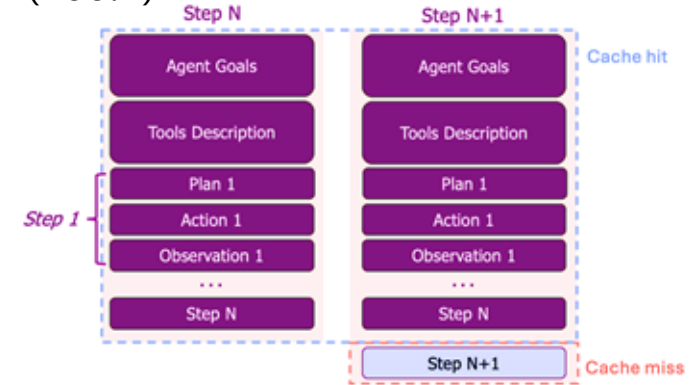 Step N
Step N+1
Agent Goals
Agent Goals
Cache hit
Tools Description
Tools Description
Step 1
Plan 1
Plan 1
Action 1
Action 1
Observation 1
Observation 1
...
...
Step N
Step N
Step N+1
Cache miss